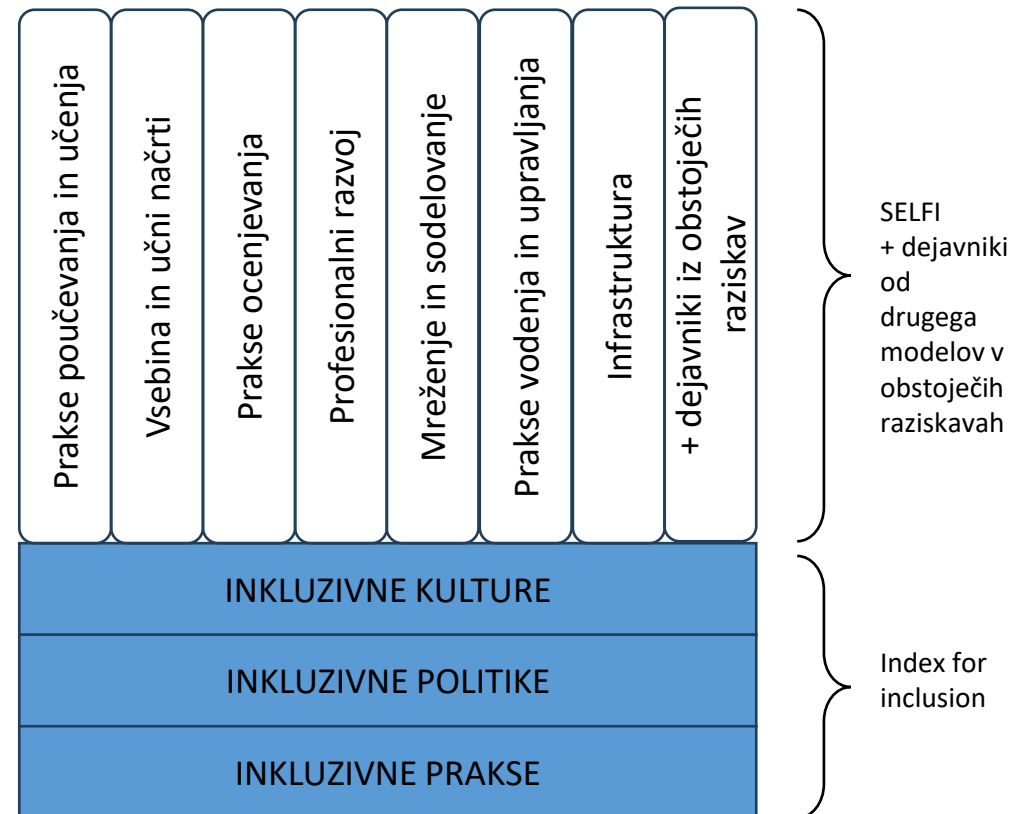 Prakse poučevanja in učenja
Vsebina in učni načrti
Prakse ocenjevanja
Profesionalni razvoj
Mreženje in sodelovanje
Prakse vodenja in upravljanja
Infrastruktura
+ dejavniki iz obstoječih
raziskav
SELFI
+ dejavniki
od
drugega
modelov v
obstoječih
raziskavah
INKLUZIVNE KULTURE
INKLUZIVNE POLITIKE
INKLUZIVNE PRAKSE
Index for
inclusion